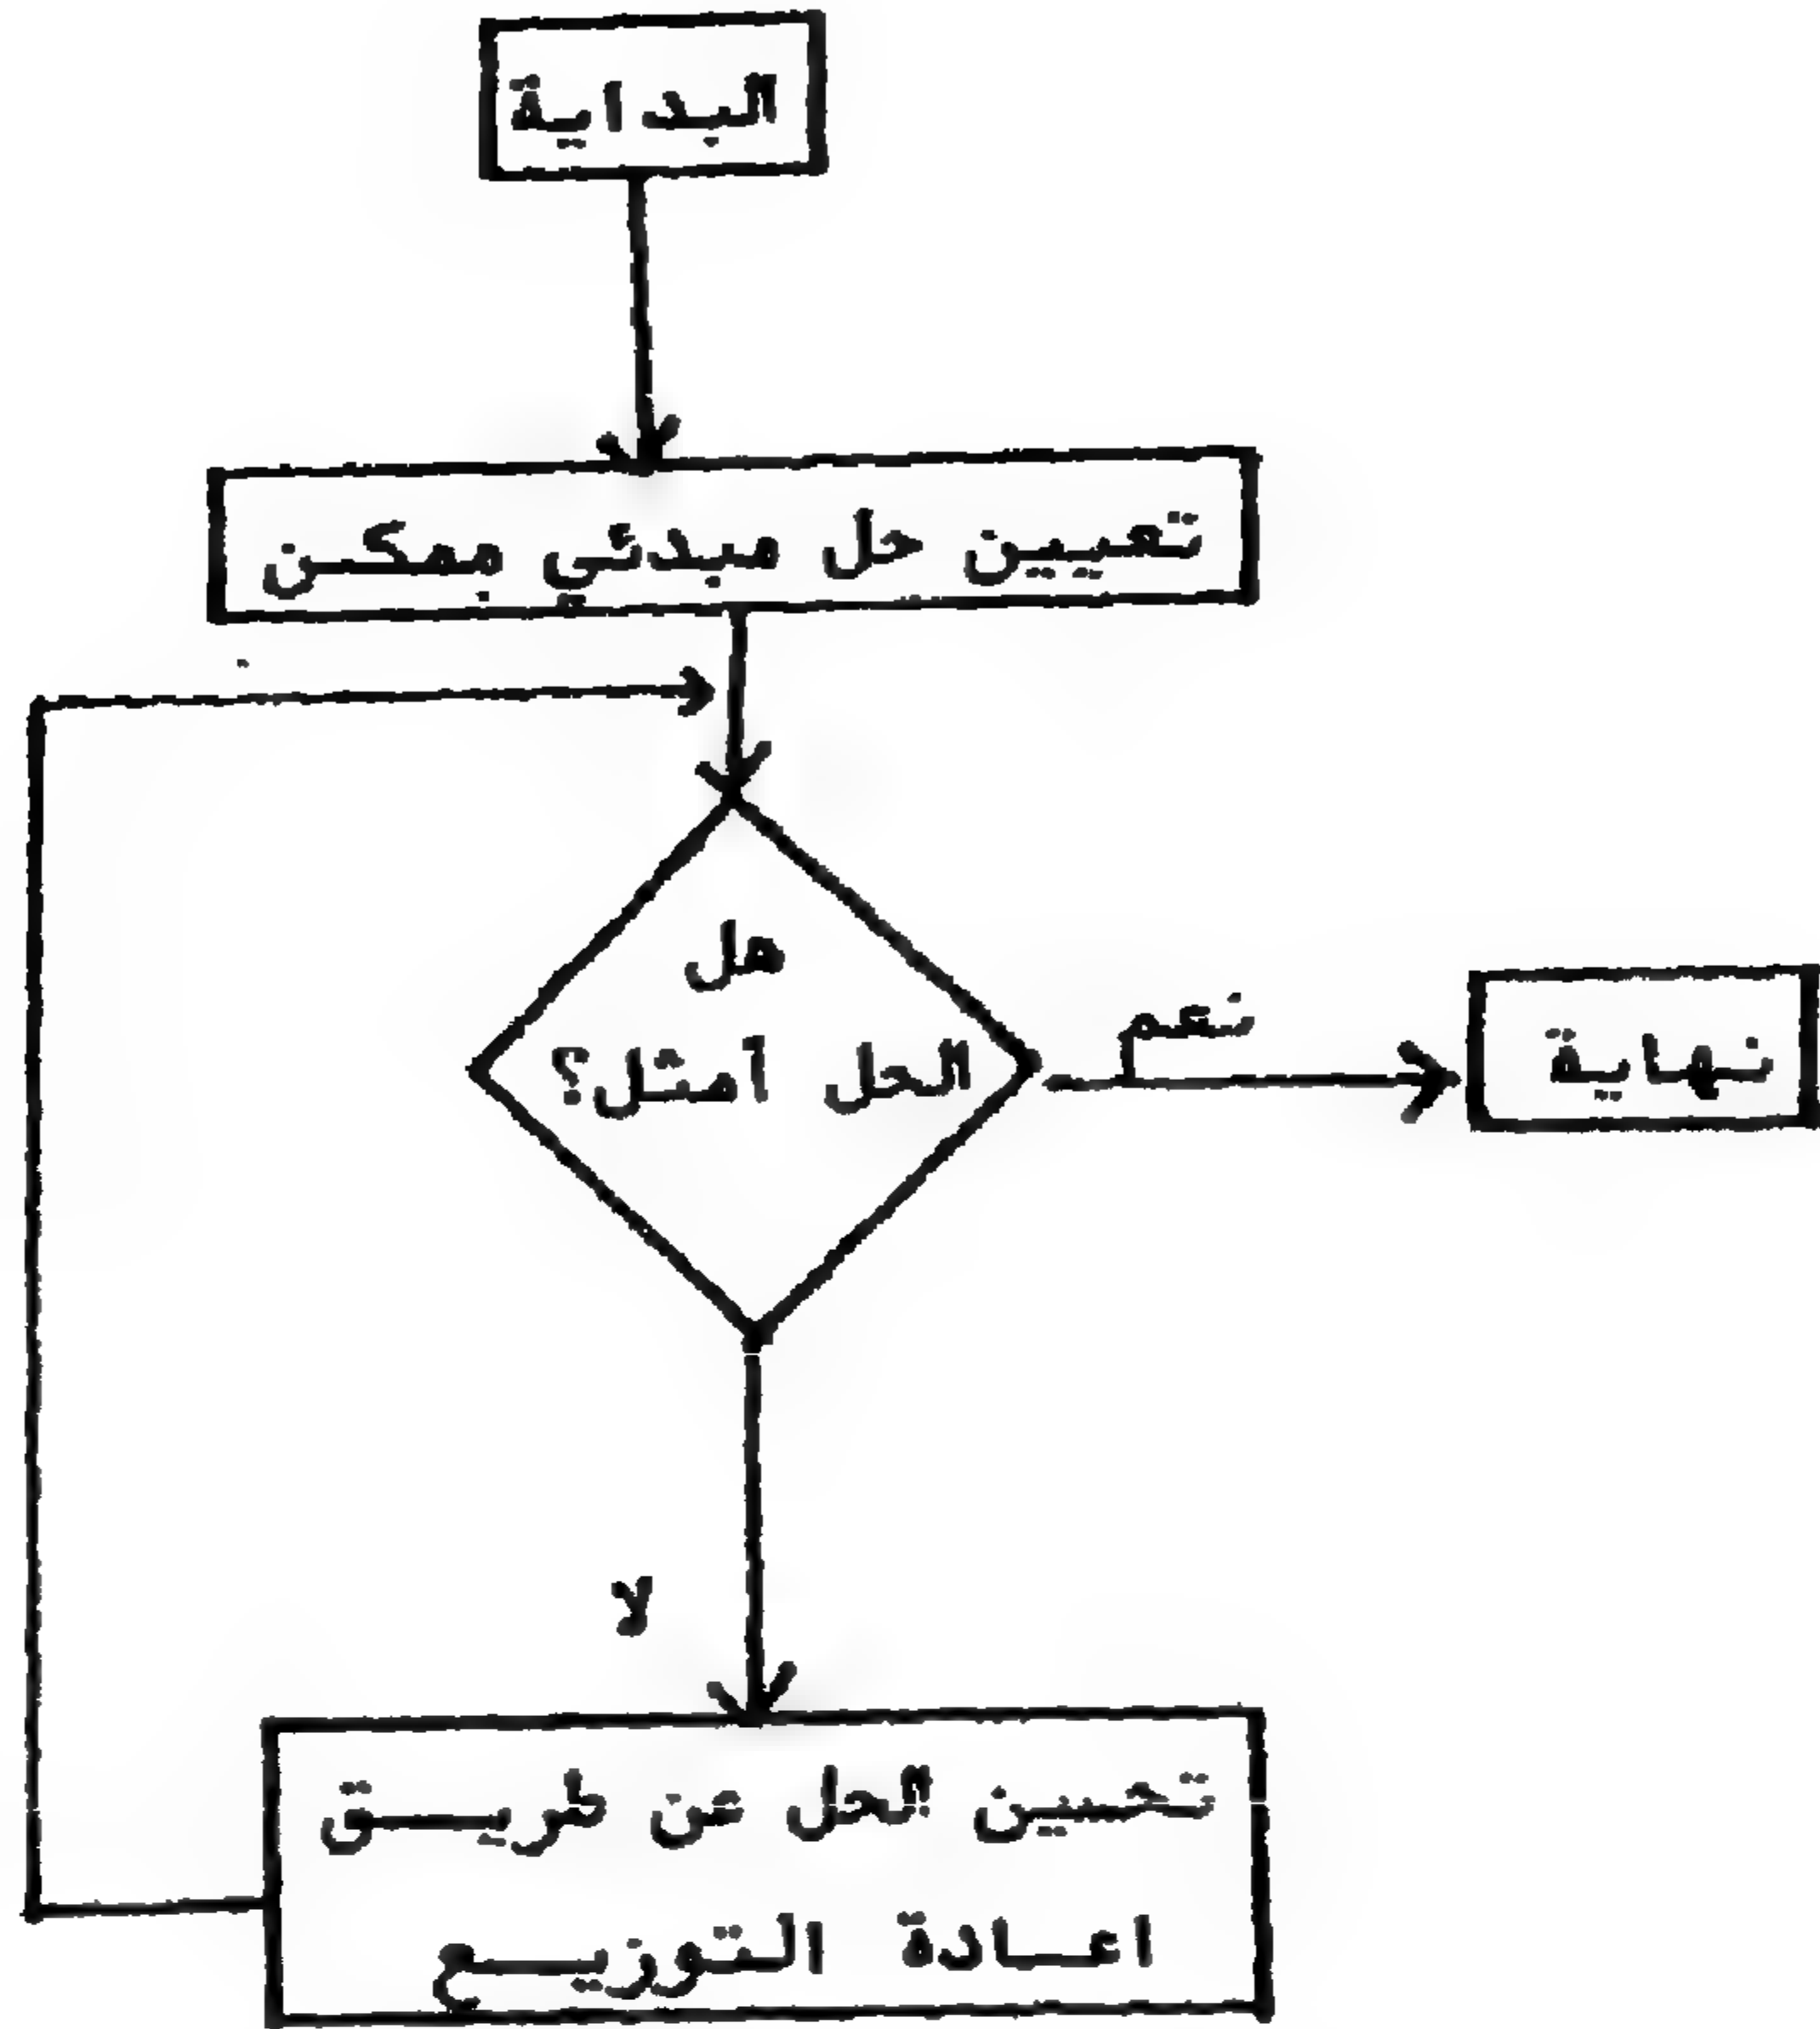 البداية
تعيين حل مبدئي ممكن
هل
الحل أمثل؟
نعم
نهاية
لا
تحسين الحل عن طريق
اعادة التوزيع